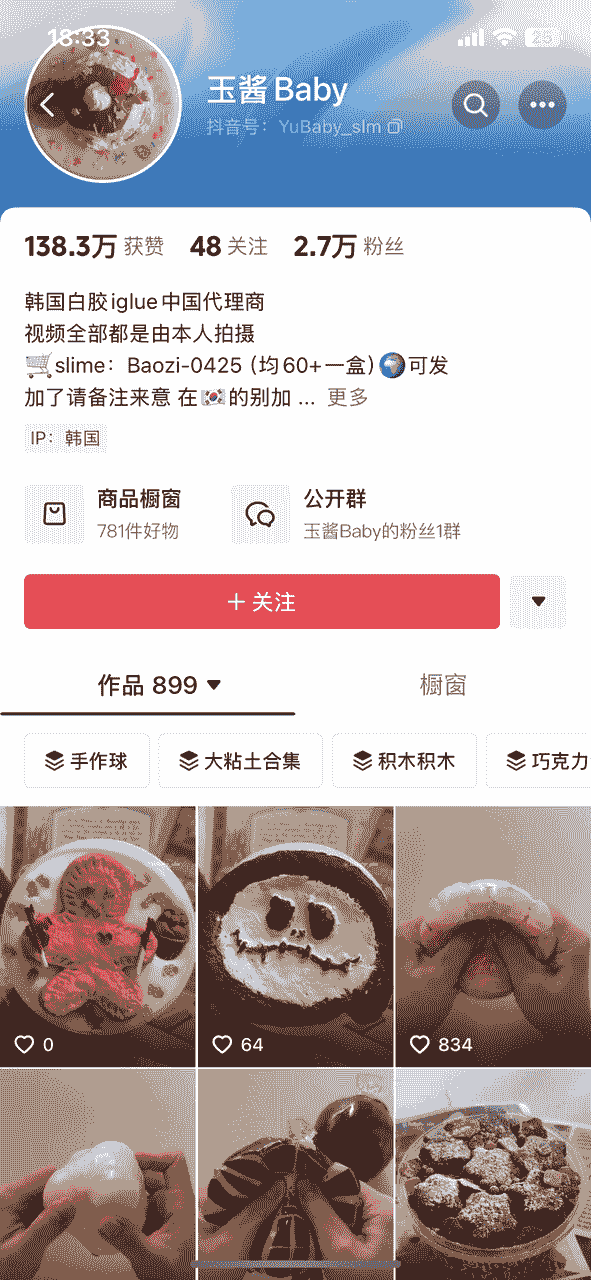 18:33
25
玉酱Baby
抖音号：YuBaby_slm
138.3万 获赞 48 关注 2.7万 粉丝
韩国白胶iglue中国代理商
视频全部都是由本人拍摄
🛒slime：Baozi-0425（均60+一盒）🌍可发
加了请备注来意 在🇰🇷的别加 ... 更多
IP：韩国
商品橱窗
781件好物
公开群
玉酱Baby的粉丝1群
+ 关注
作品 899
橱窗
手作球
大粘土合集
积木积木
巧克力
0
64
834